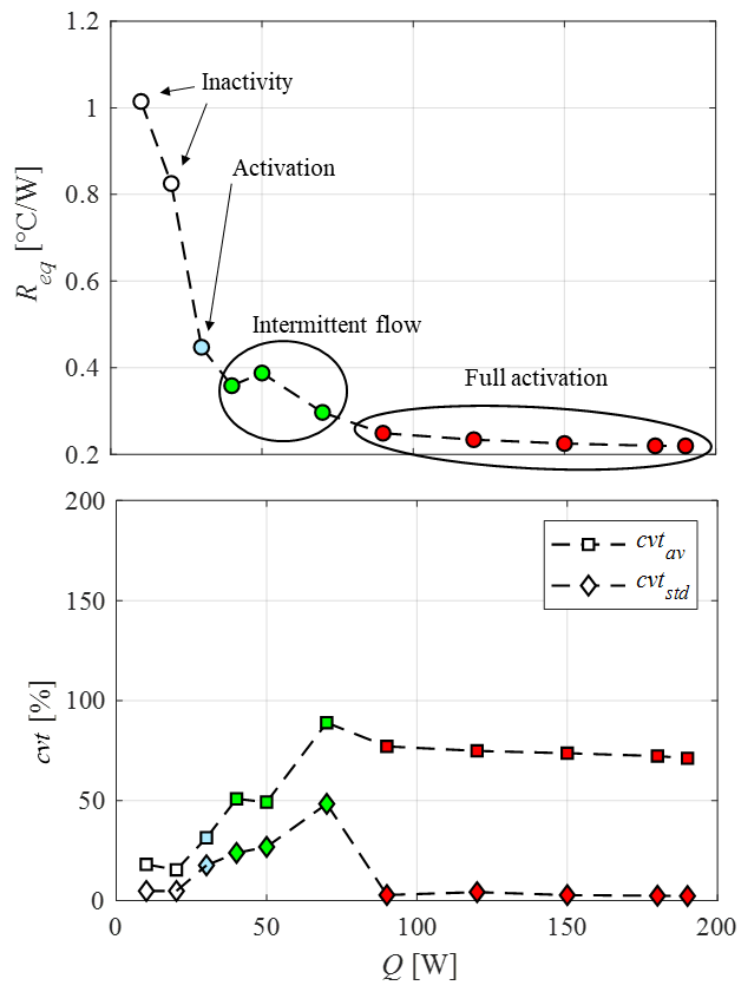 1.2
Inactivity
1
Activation
0.8
R_eq [°C/W]
0.6
Intermittent flow
0.4
Full activation
0.2
200
cvt_av
cvt_std
150
100
cvt [%]
50
0
0 50 100 150 200
Q [W]